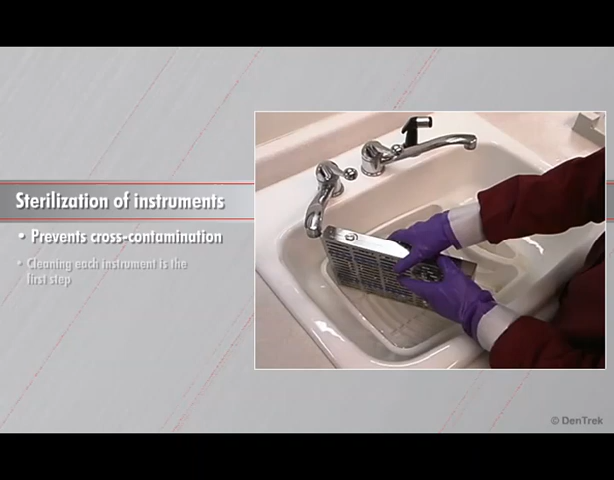 Sterilization of instruments
• Prevents cross-contamination
• Cleaning each instrument is the
first step
© DenTrek